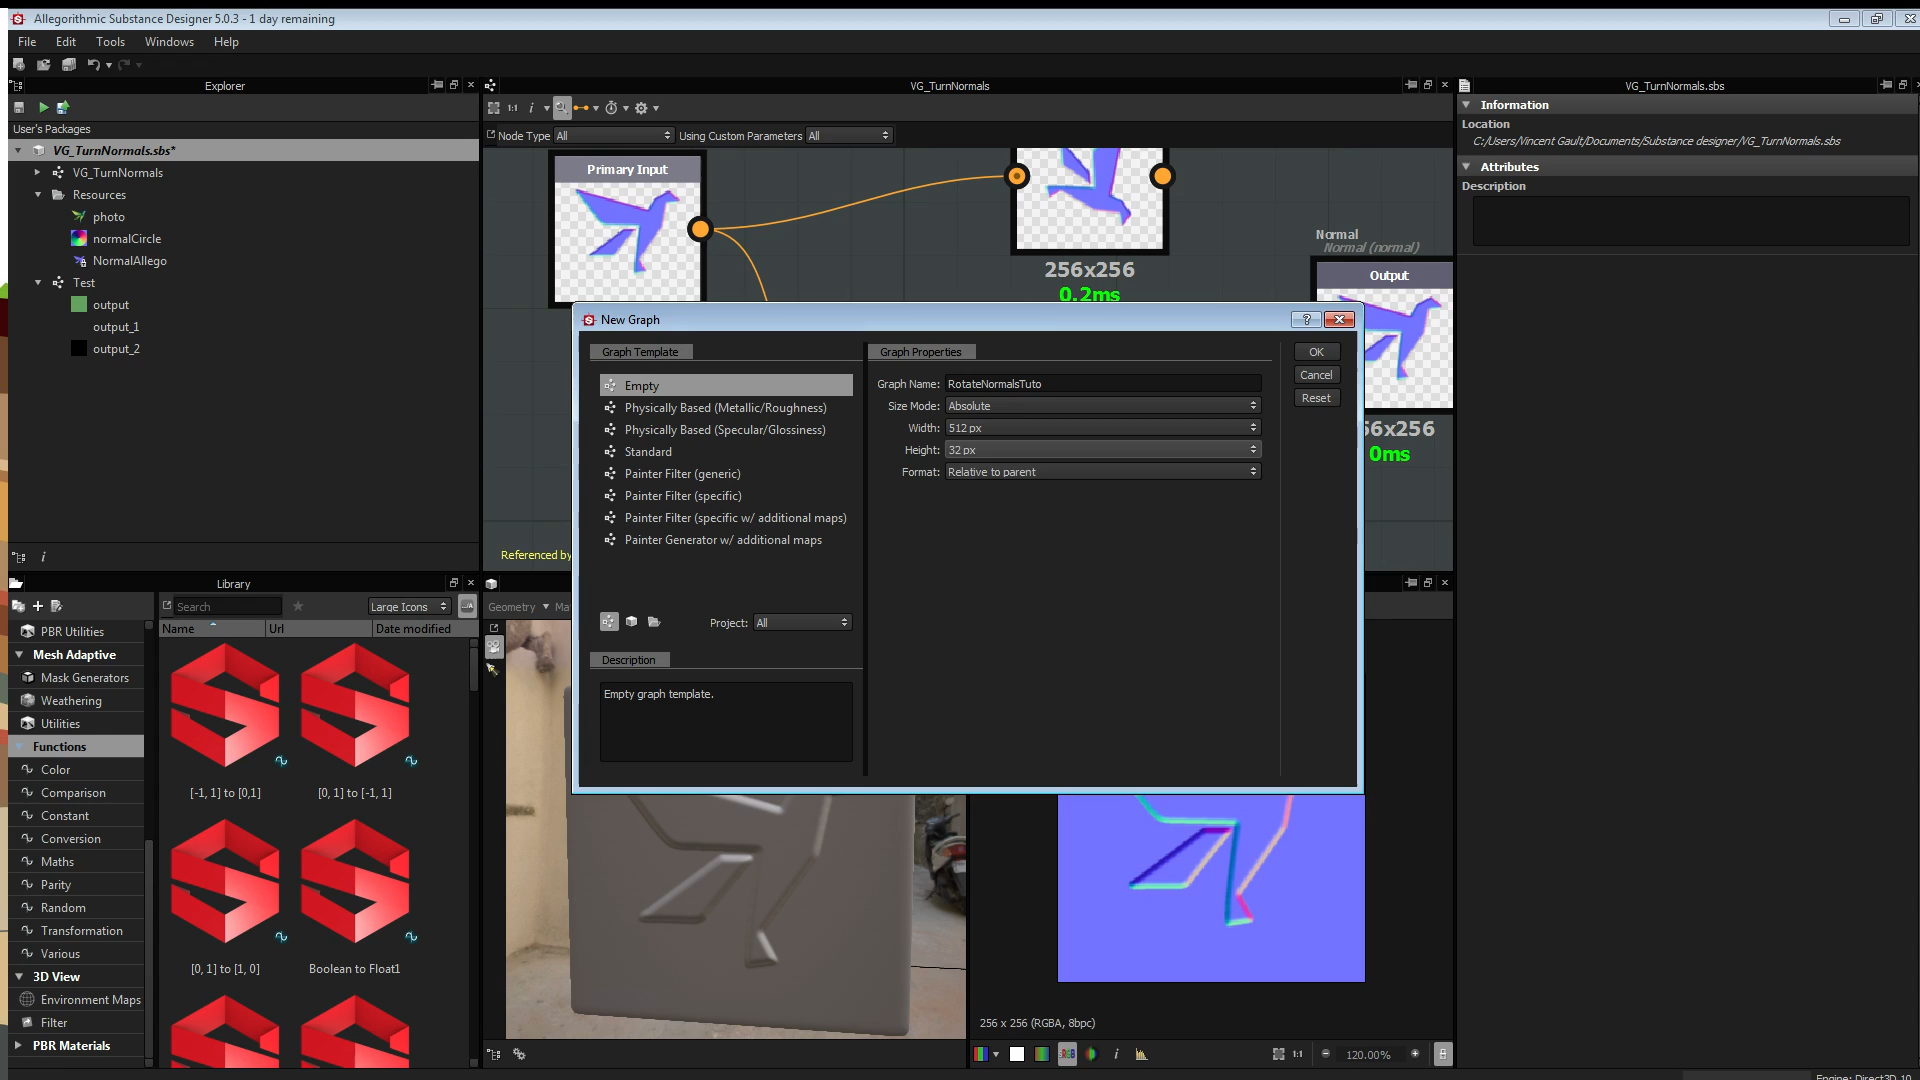 Allegorithmic Substance Designer 5.0.3 - 1 day remaining
File Edit Tools Windows Help
Explorer
User's Packages
VG_TurnNormals.sbs*
VG_TurnNormals
Resources
photo
normalCircle
NormalAllego
Test
output
output_1
output_2
VG_TurnNormals
1:1
Node Type All Using Custom Parameters All
Primary Input
256x256
0.2ms
Normal
Normal (normal)
Output
56x256
0ms
Referenced by
VG_TurnNormals.sbs
Information
Location
C:/Users/Vincent Gault/Documents/Substance designer/VG_TurnNormals.sbs
Attributes
Description
New Graph
Graph Template
Empty
Physically Based (Metallic/Roughness)
Physically Based (Specular/Glossiness)
Standard
Painter Filter (generic)
Painter Filter (specific)
Painter Filter (specific w/ additional maps)
Painter Generator w/ additional maps
Project: All
Description
Empty graph template.
Graph Properties
Graph Name: RotateNormalsTuto
Size Mode: Absolute
Width: 512 px
Height: 32 px
Format: Relative to parent
OK
Cancel
Reset
Library
Search
Large Icons
Name Url Date modified
PBR Utilities
Mesh Adaptive
Mask Generators
Weathering
Utilities
Functions
Color
Comparison
Constant
Conversion
Maths
Parity
Random
Transformation
Various
3D View
Environment Maps
Filter
PBR Materials
[-1, 1] to [0,1]
[0, 1] to [-1, 1]
[0, 1] to [1, 0]
Boolean to Float1
Geometry Ma
256 x 256 (RGBA, 8bpc)
1:1
120.00%
Engine: Direct3D 10